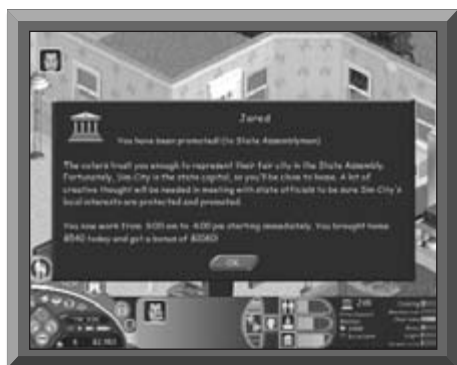 Jared
You have been promoted! (to State Assemblyman)
The voters trust you enough to represent their fair city in the State Assembly.
Fortunately, Sim City is the state capital, so you'll be close to home. A lot of
creative thought will be needed in meeting with state officials to be sure Sim City's
local interests are protected and promoted.
You now work from 9:00 am to 4:00 pm starting immediately. You brought home
today and got a bonus of
OK